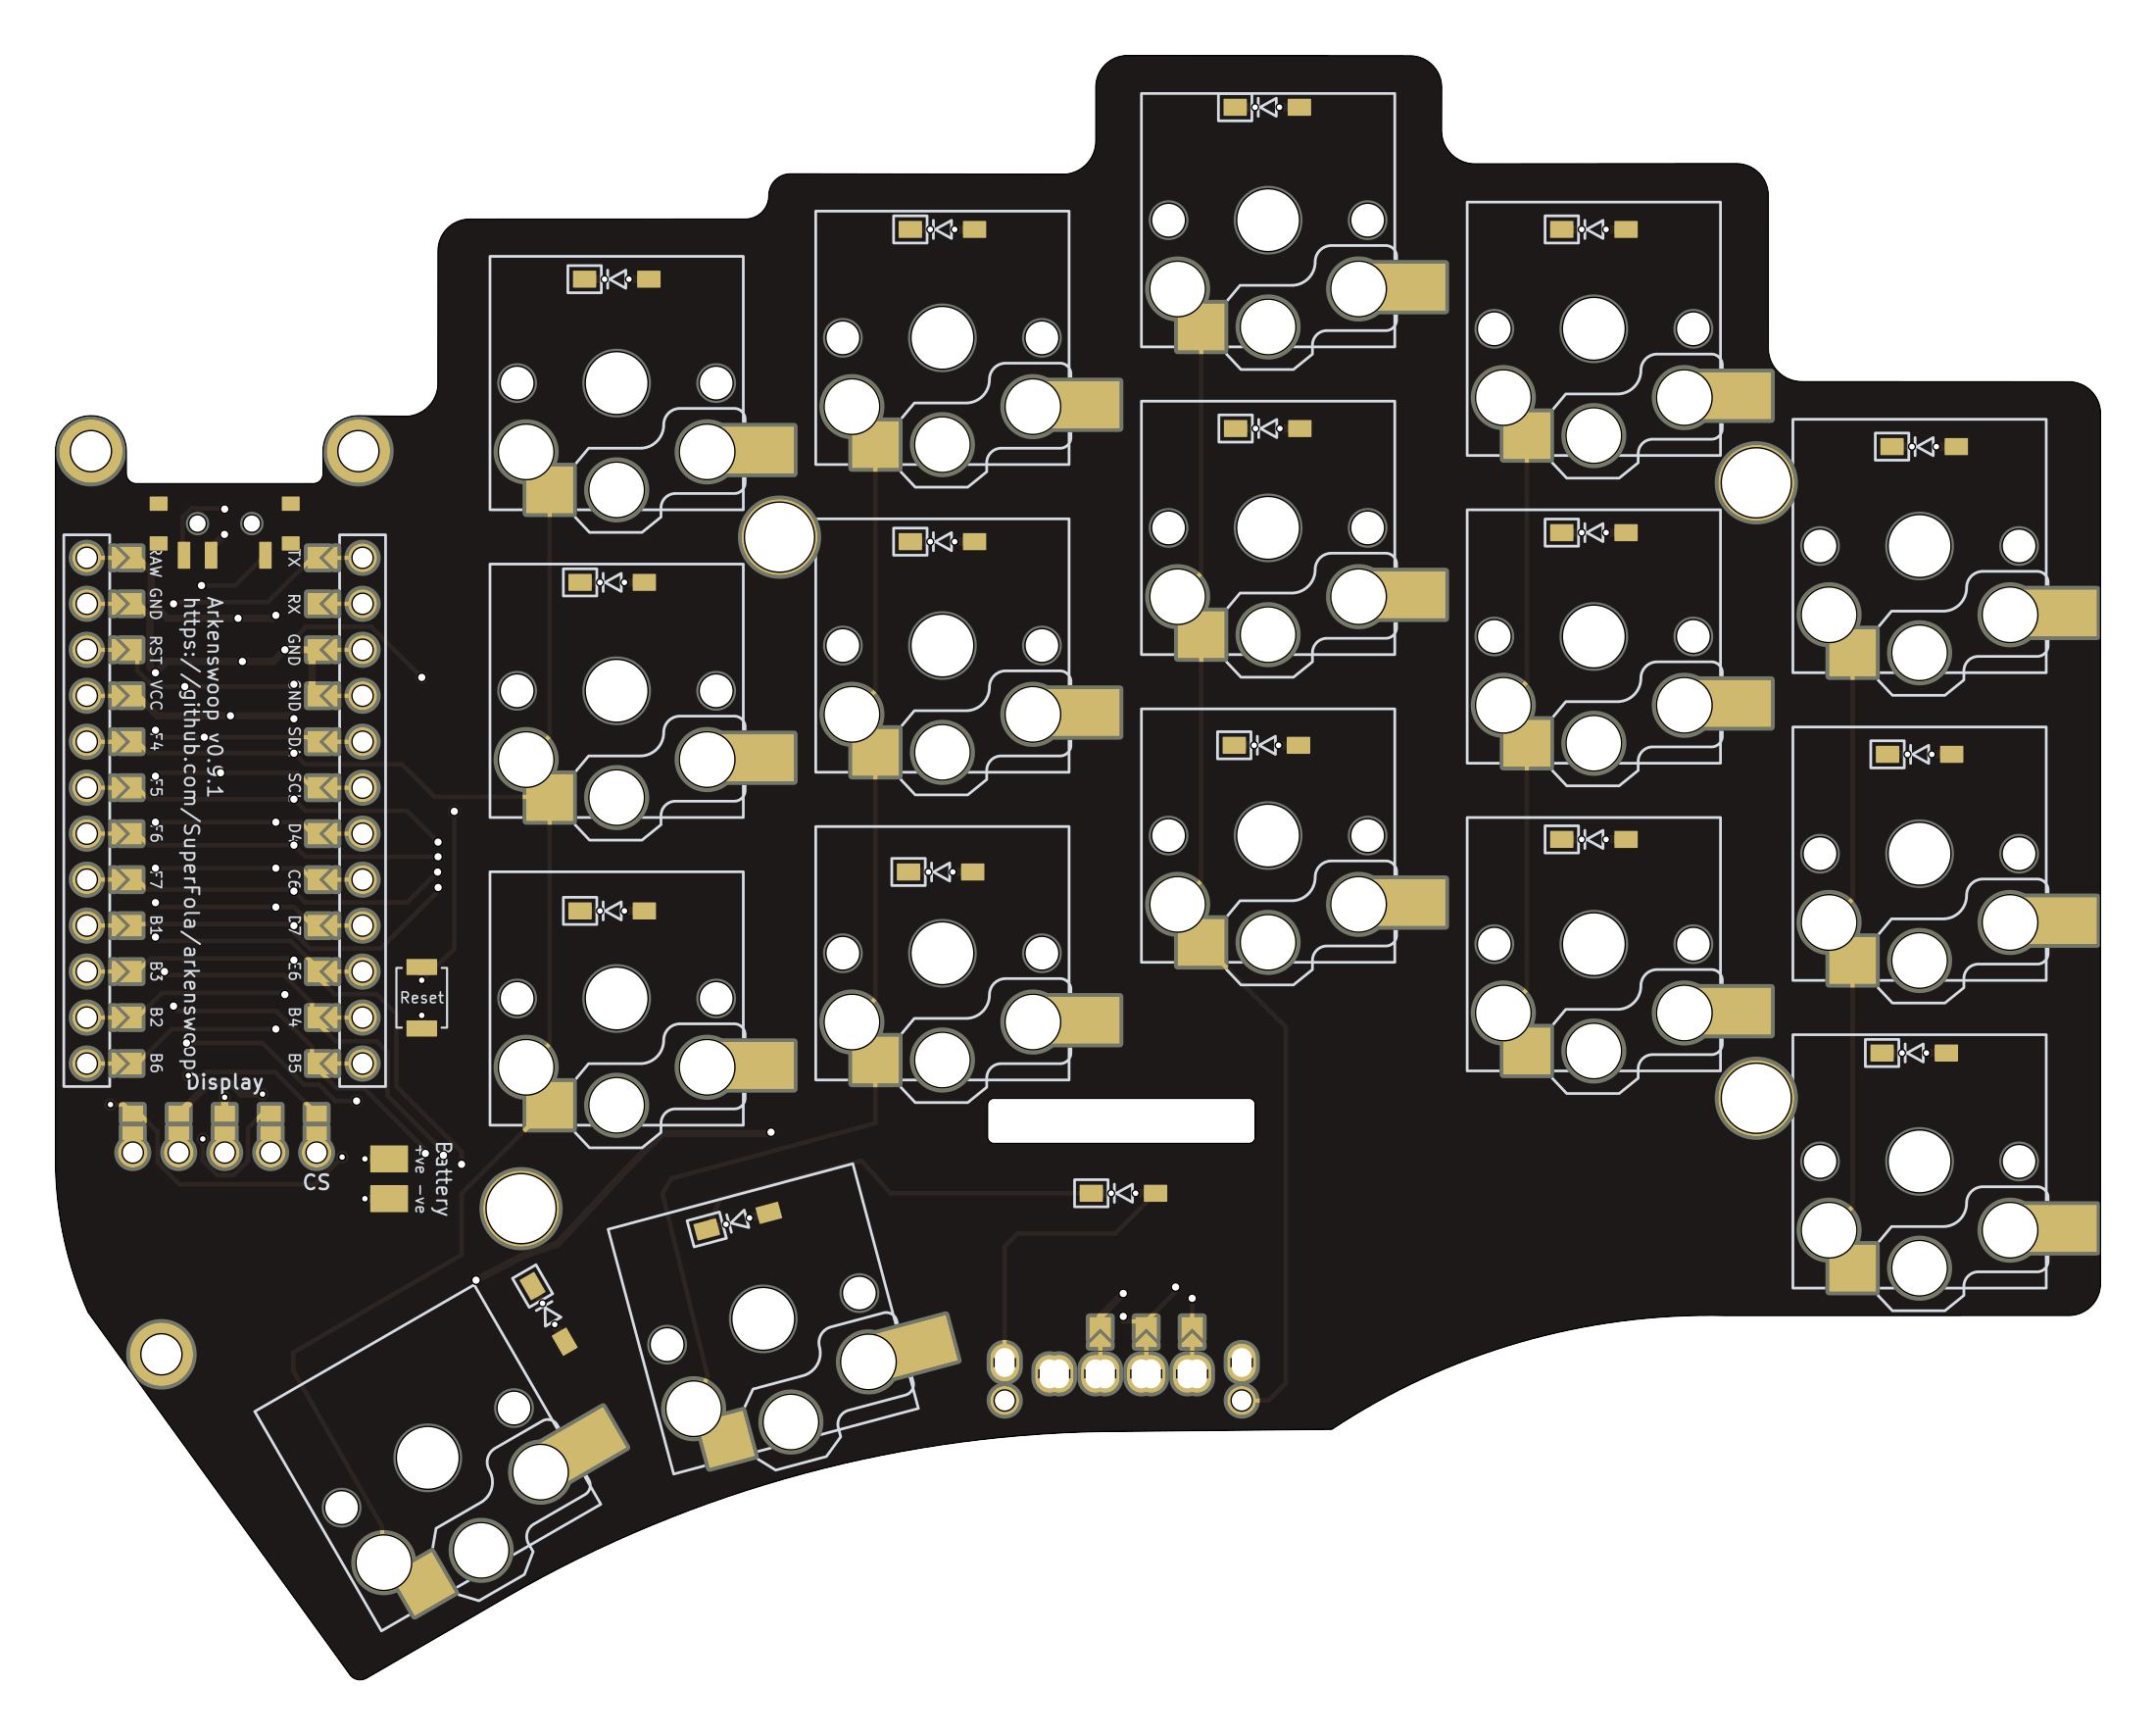 RAW
GND
RST
VCC
F4
F5
F6
F7
B1
B3
B2
B6
Arkenswoop v0.9.1
https://github.com/SuperFola/arkenswoop
TX
RX
GND
GND
SDA
SCL
D4
C6
D7
E6
B4
B5
Reset
Display
CS
Battery
+ve -ve